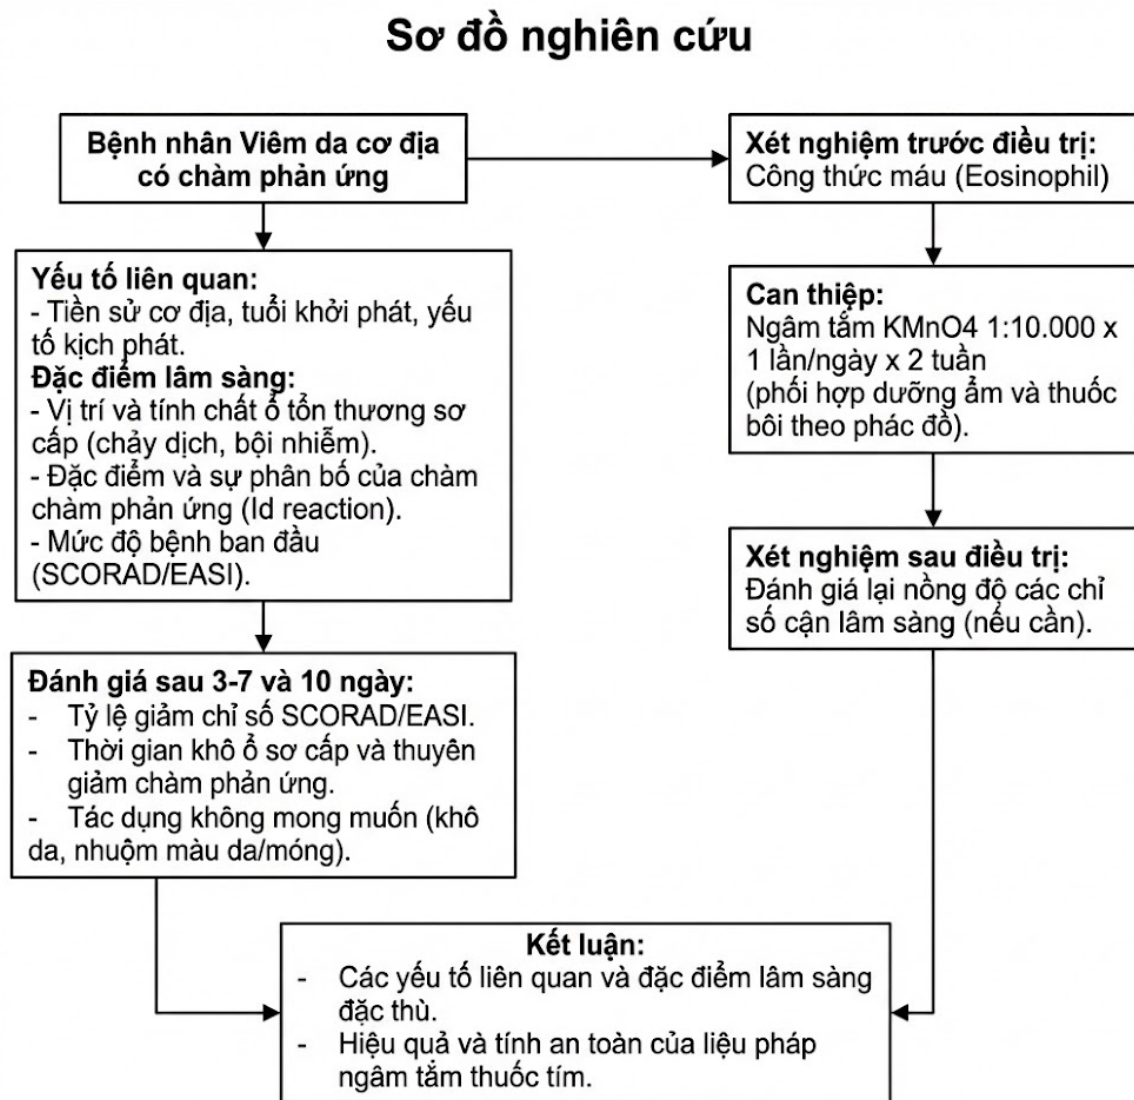 Sơ đồ nghiên cứu
Bệnh nhân Viêm da cơ địa
có chàm phản ứng
Xét nghiệm trước điều trị:
Công thức máu (Eosinophil)
Yếu tố liên quan:
- Tiền sử cơ địa, tuổi khởi phát, yếu
tố kịch phát.
Đặc điểm lâm sàng:
- Vị trí và tính chất ổ tổn thương sơ
cấp (chảy dịch, bội nhiễm).
- Đặc điểm và sự phân bố của chàm
chàm phản ứng (Id reaction).
- Mức độ bệnh ban đầu
(SCORAD/EASI).
Can thiệp:
Ngâm tắm KMnO4 1:10.000 x
1 lần/ngày x 2 tuần
(phối hợp dưỡng ẩm và thuốc
bôi theo phác đồ).
Xét nghiệm sau điều trị:
Đánh giá lại nồng độ các chỉ
số cận lâm sàng (nếu cần).
Đánh giá sau 3-7 và 10 ngày:
- Tỷ lệ giảm chỉ số SCORAD/EASI.
- Thời gian khô ổ sơ cấp và thuyên
giảm chàm phản ứng.
- Tác dụng không mong muốn (khô
da, nhuộm màu da/móng).
Kết luận:
- Các yếu tố liên quan và đặc điểm lâm sàng
đặc thù.
- Hiệu quả và tính an toàn của liệu pháp
ngâm tắm thuốc tím.